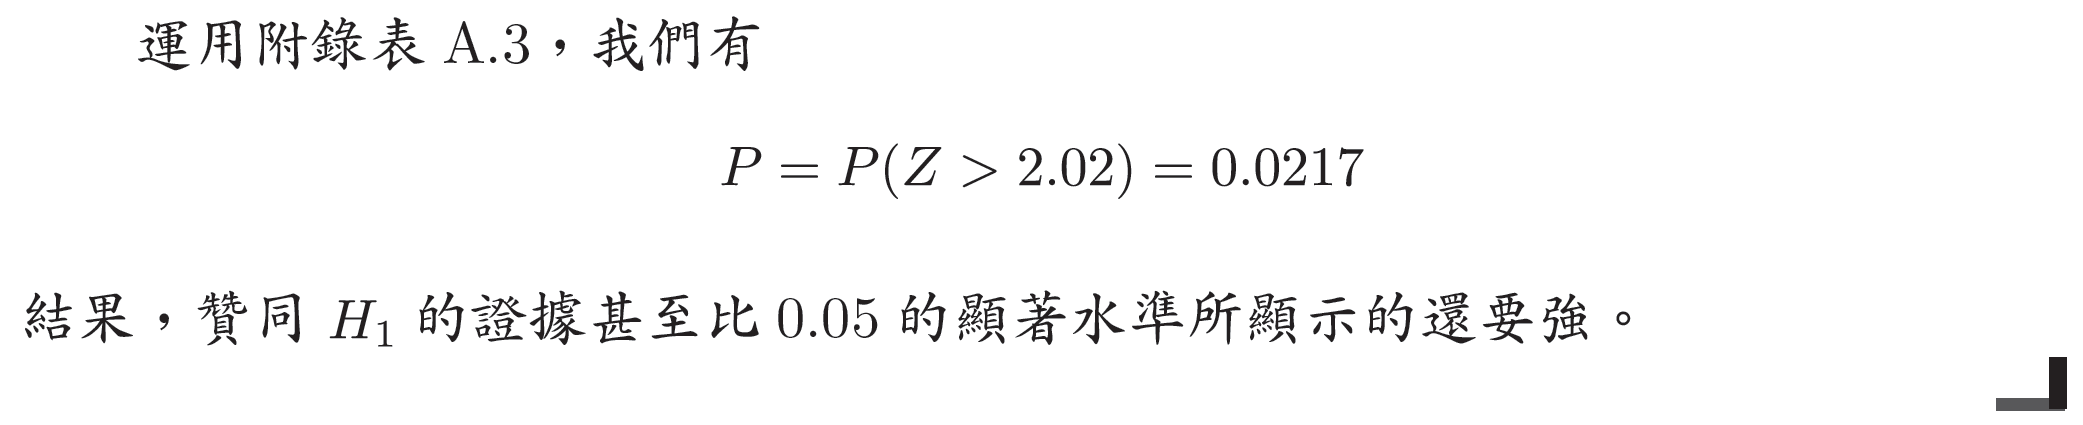 運用附錄表 A.3，我們有
P = P(Z > 2.02) = 0.0217
結果，贊同 H₁ 的證據甚至比 0.05 的顯著水準所顯示的還要強。